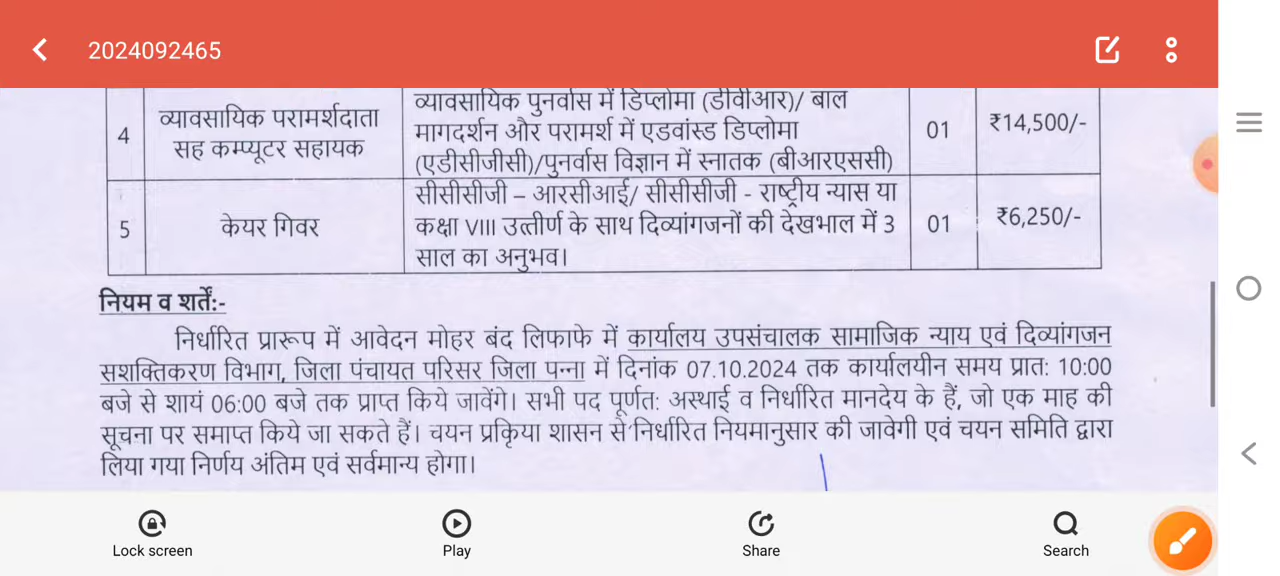 2024092465
4
व्यावसायिक परामर्शदाता
सह कम्प्यूटर सहायक
व्यावसायिक पुनर्वास में डिप्लोमा (डीवीआर)/ बाल
मागदर्शन और परामर्श में एडवांस्ड डिप्लोमा
(एडीसीजीसी)/पुनर्वास विज्ञान में स्नातक (बीआरएससी)
01
₹14,500/-
5
केयर गिवर
सीसीसीजी – आरसीआई/ सीसीसीजी - राष्ट्रीय न्यास या
कक्षा VIII उत्तीर्ण के साथ दिव्यांगजनों की देखभाल में 3
साल का अनुभव।
01
₹6,250/-
नियम व शर्तें:-
निर्धारित प्रारूप में आवेदन मोहर बंद लिफाफे में कार्यालय उपसंचालक सामाजिक न्याय एवं दिव्यांगजन
सशक्तिकरण विभाग, जिला पंचायत परिसर जिला पन्ना में दिनांक 07.10.2024 तक कार्यालयीन समय प्रात: 10:00
बजे से शायं 06:00 बजे तक प्राप्त किये जावेंगे। सभी पद पूर्णत: अस्थाई व निर्धारित मानदेय के हैं, जो एक माह की
सूचना पर समाप्त किये जा सकते हैं। चयन प्रक्रिया शासन से निर्धारित नियमानुसार की जावेगी एवं चयन समिति द्वारा
लिया गया निर्णय अंतिम एवं सर्वमान्य होगा।
Lock screen
Play
Share
Search